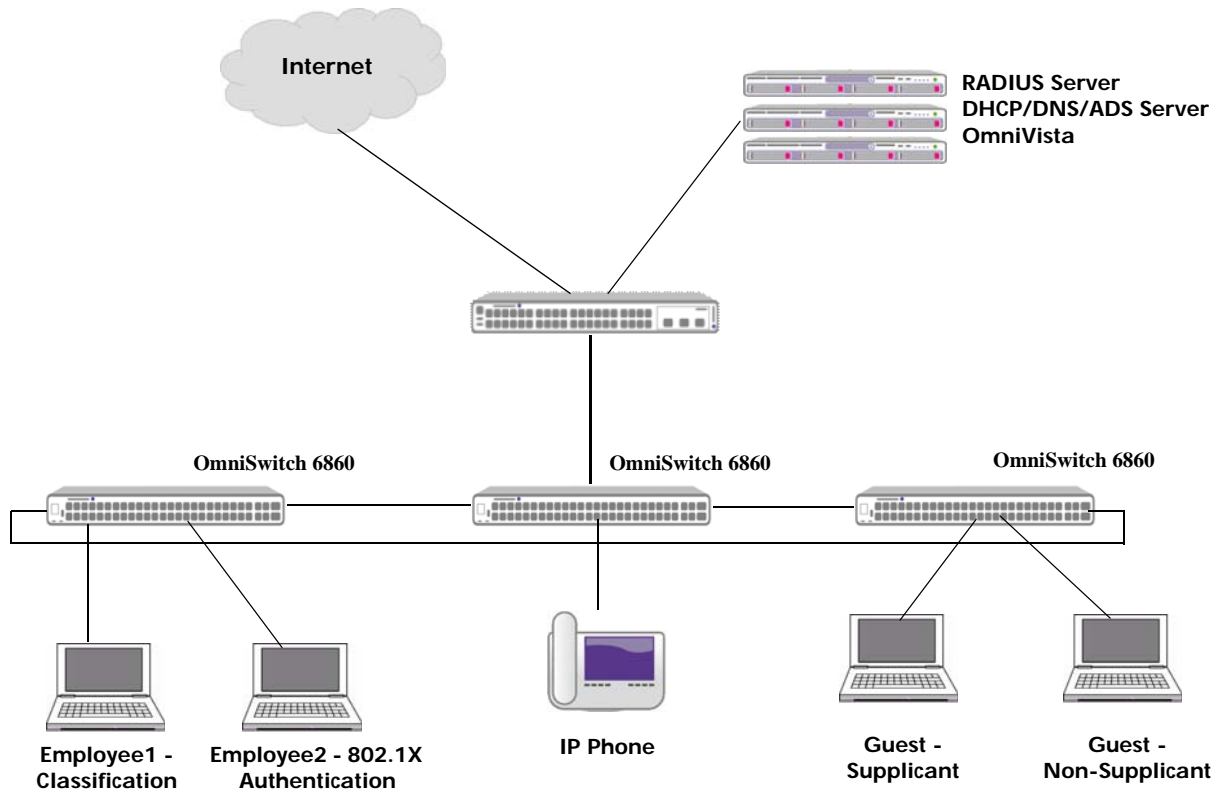 Internet
RADIUS Server
DHCP/DNS/ADS Server
OmniVista
OmniSwitch 6860
OmniSwitch 6860
OmniSwitch 6860
Employee1 -
Classification
Employee2 - 802.1X
Authentication
IP Phone
Guest -
Supplicant
Guest -
Non-Supplicant